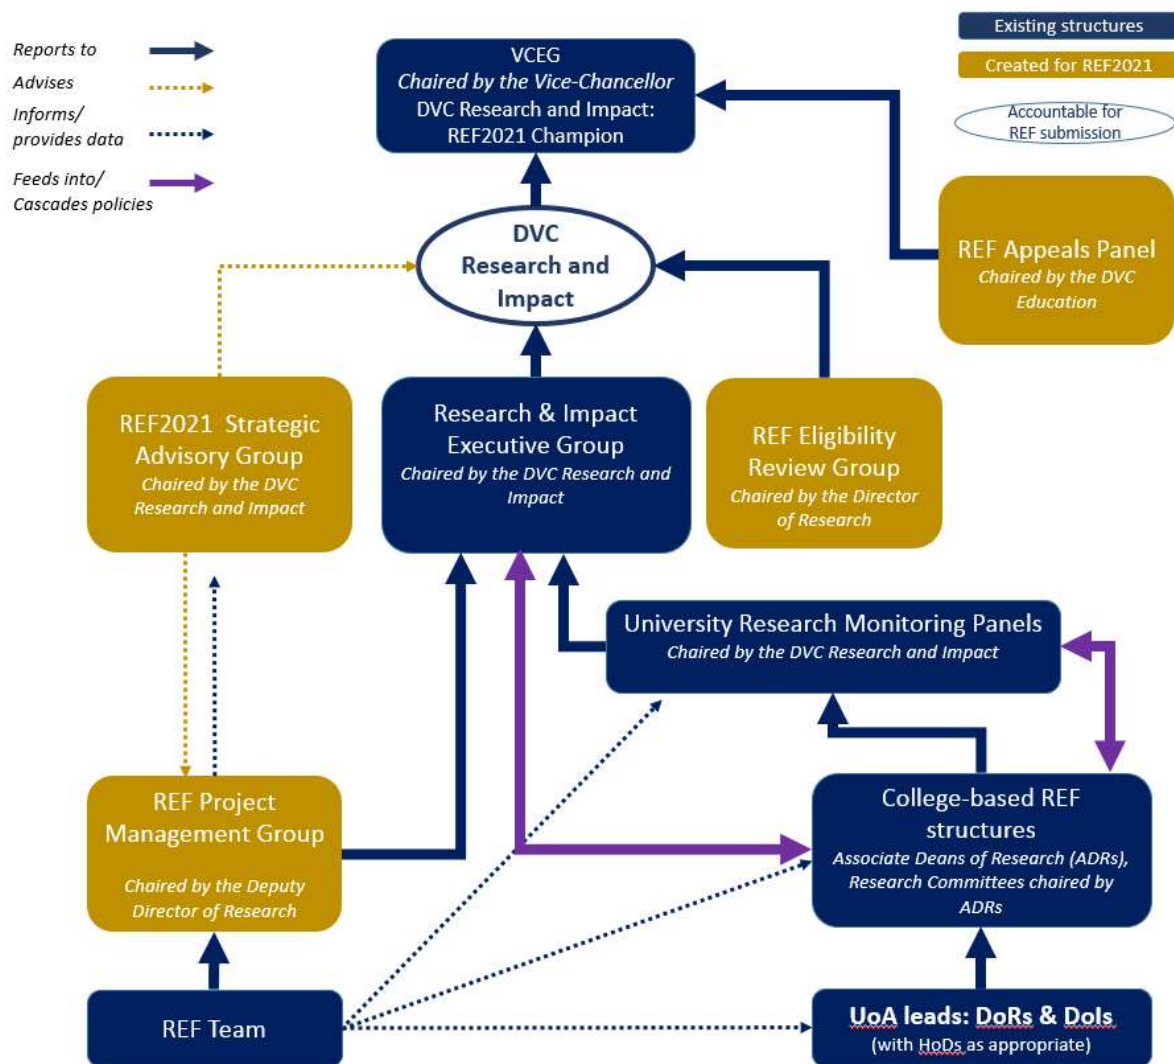 Reports to
Advises
Informs/
provides data
Feeds into/
Cascades policies
VCEG
Chaired by the Vice-Chancellor
DVC Research and Impact:
REF2021 Champion
Existing structures
Created for REF2021
Accountable for
REF submission
REF Appeals Panel
Chaired by the DVC
Education
DVC
Research and
Impact
REF2021 Strategic
Advisory Group
Chaired by the DVC
Research and Impact
Research & Impact
Executive Group
Chaired by the DVC Research and
Impact
REF Eligibility
Review Group
Chaired by the Director
of Research
University Research Monitoring Panels
Chaired by the DVC Research and Impact
REF Project
Management Group
Chaired by the Deputy
Director of Research
College-based REF
structures
Associate Deans of Research (ADRs),
Research Committees chaired by
ADRs
REF Team
UoA leads: DoRs & DoIs
(with HoDs as appropriate)